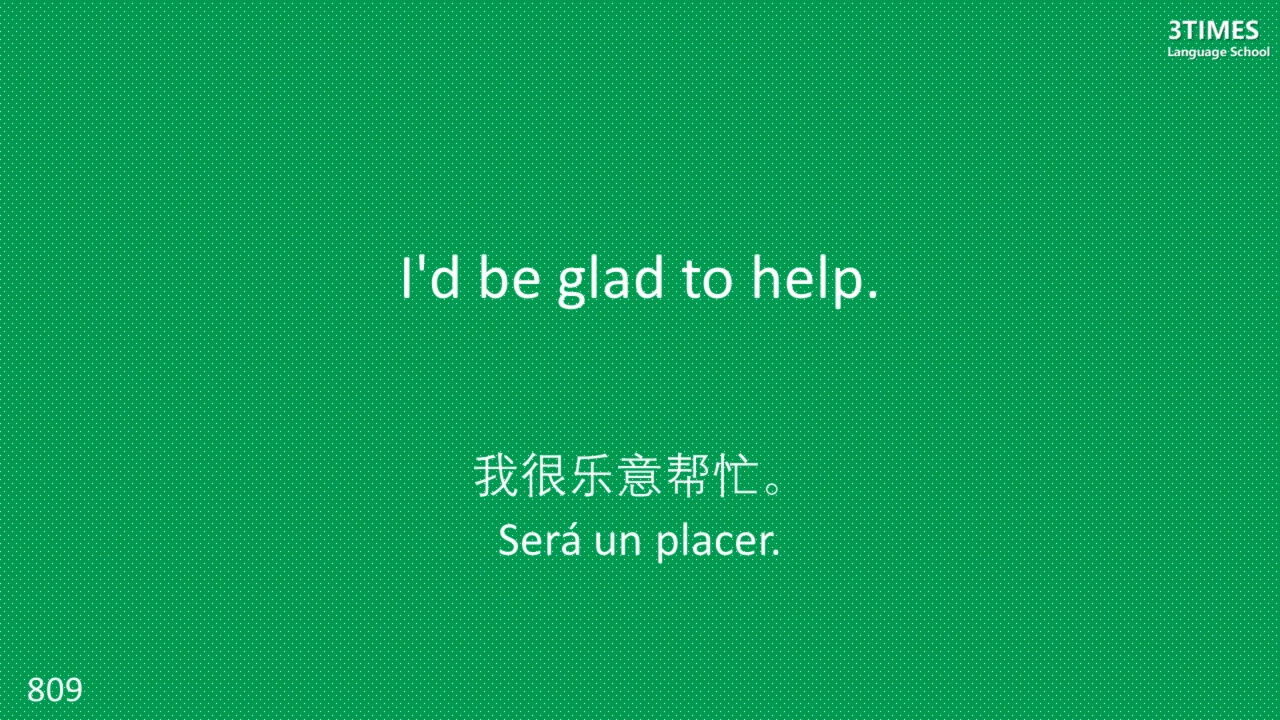 3TIMES
Language School
I'd be glad to help.
我很乐意帮忙。
Será un placer.
809